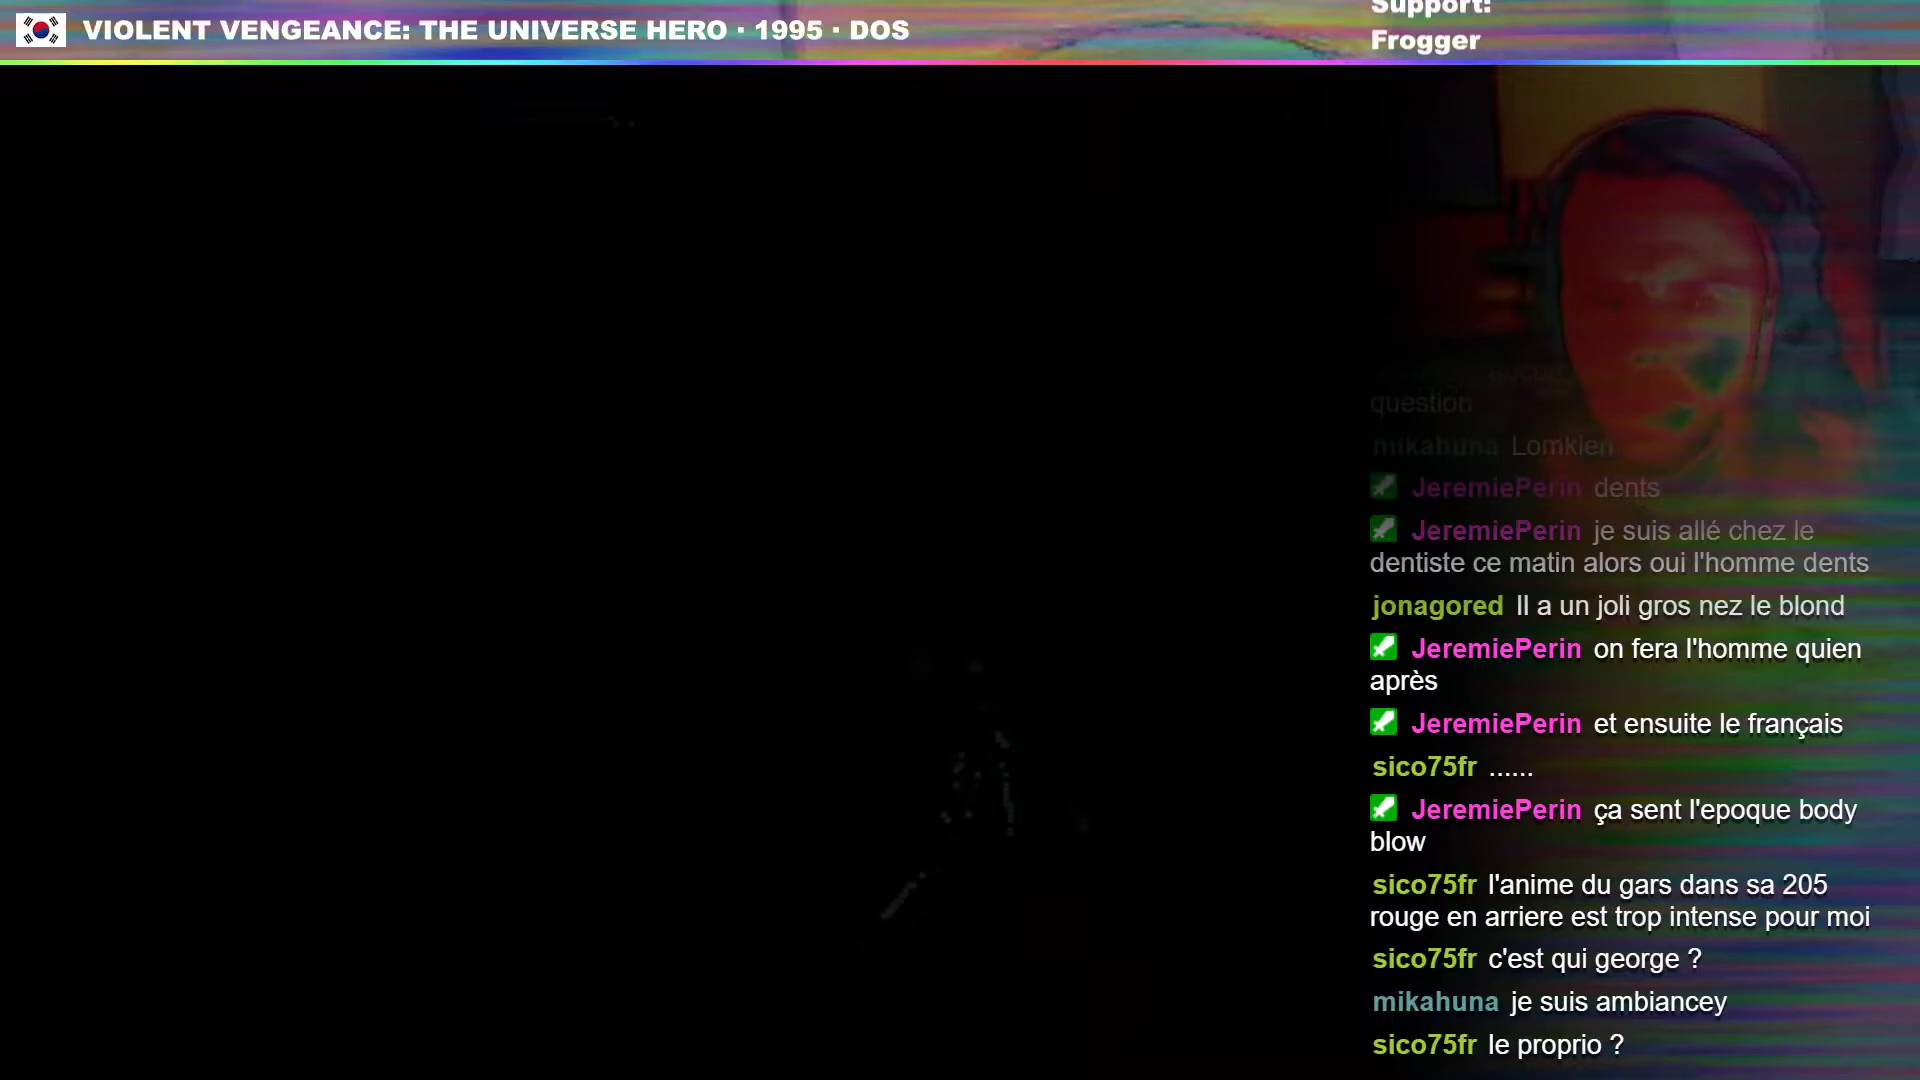 VIOLENT VENGEANCE: THE UNIVERSE HERO · 1995 · DOS
Support:
Frogger
question
mikahuna Lomkien
JeremiePerin dents
JeremiePerin je suis allé chez le
dentiste ce matin alors oui l'homme dents
jonagored Il a un joli gros nez le blond
JeremiePerin on fera l'homme quien
après
JeremiePerin et ensuite le français
sico75fr ......
JeremiePerin ça sent l'epoque body
blow
sico75fr l'anime du gars dans sa 205
rouge en arriere est trop intense pour moi
sico75fr c'est qui george ?
mikahuna je suis ambiancey
sico75fr le proprio ?